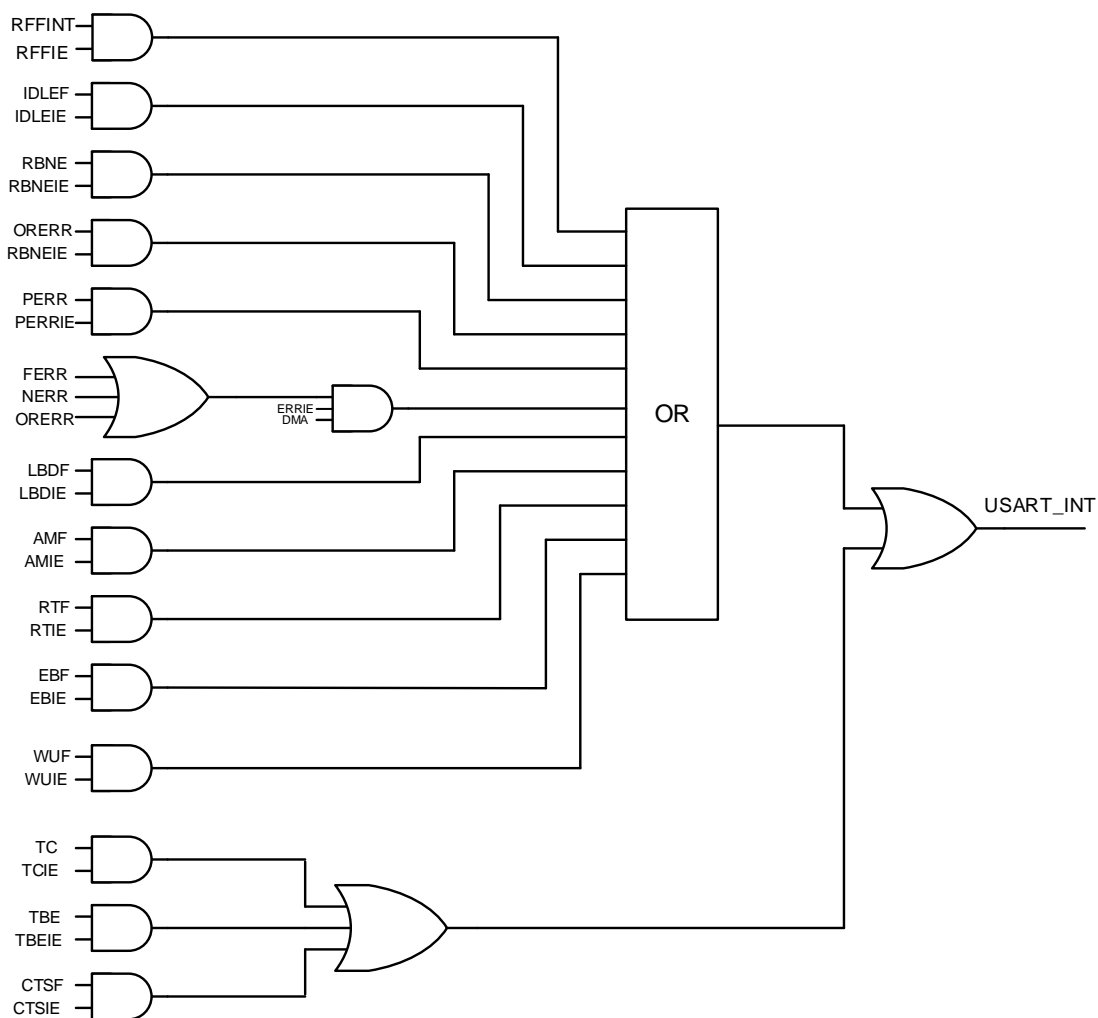 RFFINT
RFFIE
IDLEF
IDLEIE
RBNE
RBNEIE
ORERR
RBNEIE
PERR
PERRIE
FERR
NERR
ORERR
ERRIE
DMA
OR
LBDF
LBDIE
USART_INT
AMF
AMIE
RTF
RTIE
EBF
EBIE
WUF
WUIE
TC
TCIE
TBE
TBEIE
CTSF
CTSIE